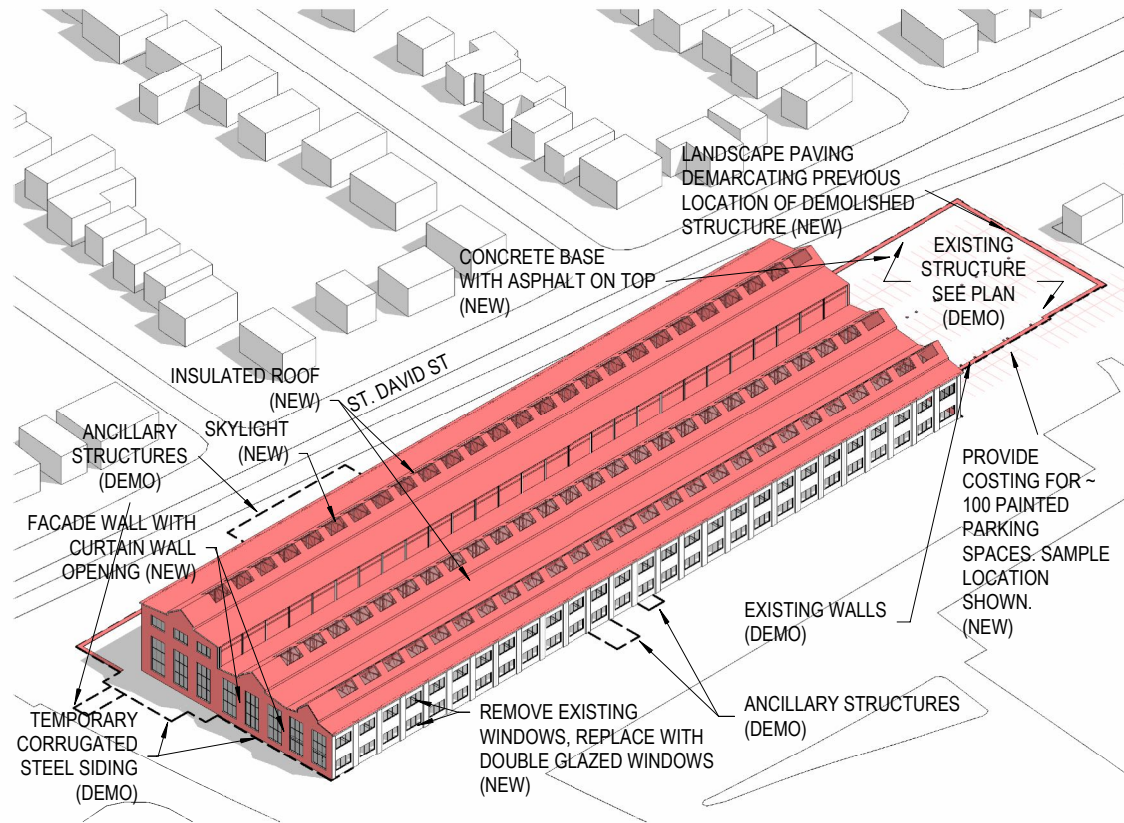 LANDSCAPE PAVING
DEMARCATING PREVIOUS
LOCATION OF DEMOLISHED
STRUCTURE (NEW)
CONCRETE BASE
WITH ASPHALT ON TOP
(NEW)
EXISTING
STRUCTURE
SEE PLAN
(DEMO)
INSULATED ROOF
(NEW)
ST. DAVID ST
SKYLIGHT
(NEW)
ANCILLARY
STRUCTURES
(DEMO)
FACADE WALL WITH
CURTAIN WALL
OPENING (NEW)
PROVIDE
COSTING FOR ~
100 PAINTED
PARKING
SPACES. SAMPLE
LOCATION
SHOWN.
(NEW)
EXISTING WALLS
(DEMO)
ANCILLARY STRUCTURES
(DEMO)
REMOVE EXISTING
WINDOWS, REPLACE WITH
DOUBLE GLAZED WINDOWS
(NEW)
TEMPORARY
CORRUGATED
STEEL SIDING
(DEMO)